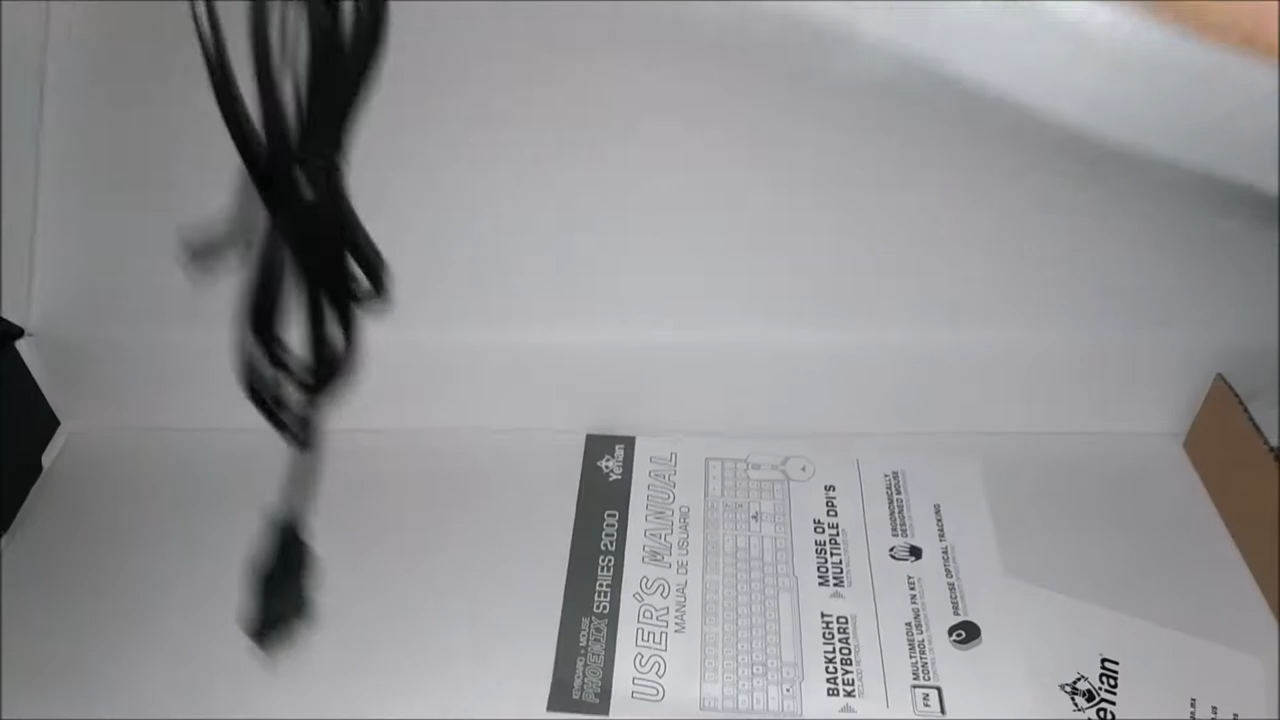 KEYBOARD + MOUSE
PHOENIX SERIES 2000
Yeyian
USER'S MANUAL
MANUAL DE USUARIO
BACKLIGHT
KEYBOARD
MOUSE OF
MULTIPLE DPI'S
FN
MULTIMEDIA
CONTROL USING FN KEY
ERGONOMICALLY
DESIGNED MOUSE
PRECISE OPTICAL TRACKING